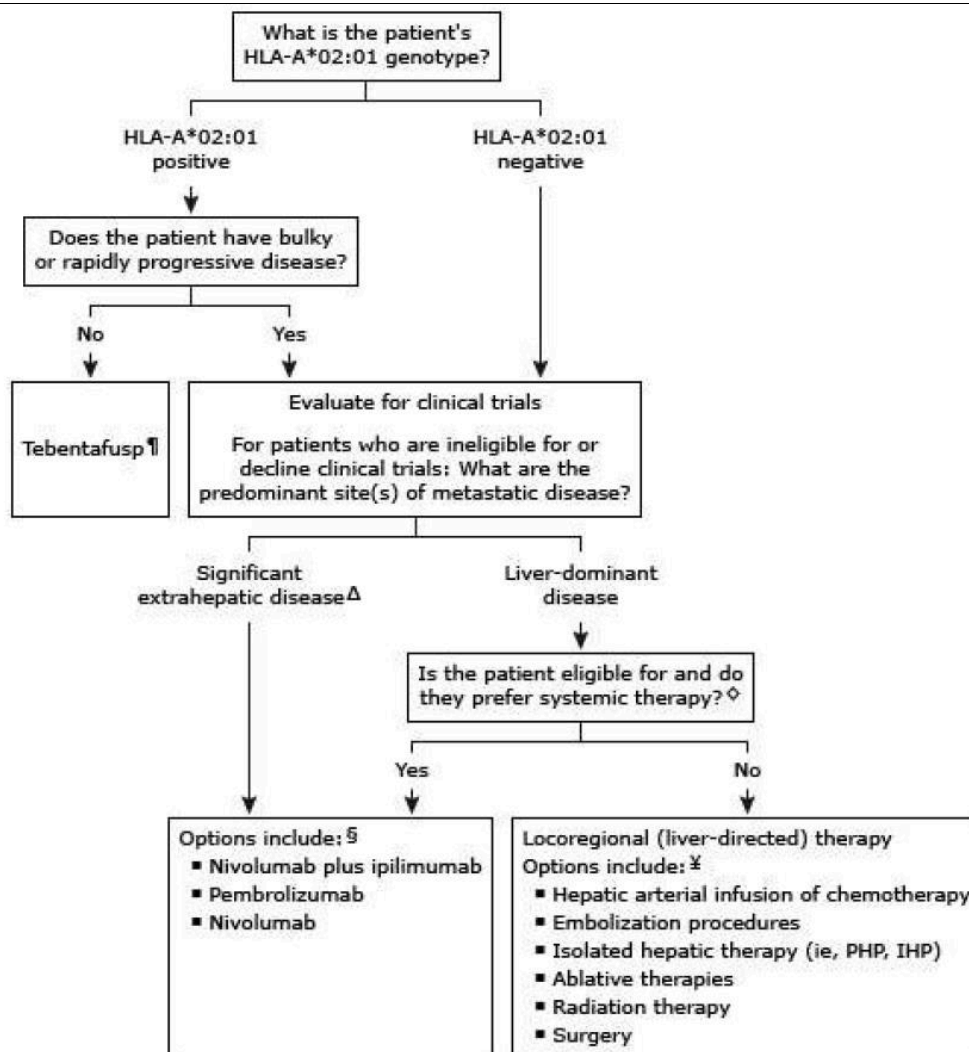 What is the patient's
HLA-A*02:01 genotype?
HLA-A*02:01
positive
HLA-A*02:01
negative
Does the patient have bulky
or rapidly progressive disease?
No
Yes
Tebentafusp¶
Evaluate for clinical trials
For patients who are ineligible for or
decline clinical trials: What are the
predominant site(s) of metastatic disease?
Significant
extrahepatic diseaseΔ
Liver-dominant
disease
Is the patient eligible for and do
they prefer systemic therapy?◇
Yes
No
Options include:§
▪ Nivolumab plus ipilimumab
▪ Pembrolizumab
▪ Nivolumab
Locoregional (liver-directed) therapy
Options include:¥
▪ Hepatic arterial infusion of chemotherapy
▪ Embolization procedures
▪ Isolated hepatic therapy (ie, PHP, IHP)
▪ Ablative therapies
▪ Radiation therapy
▪ Surgery